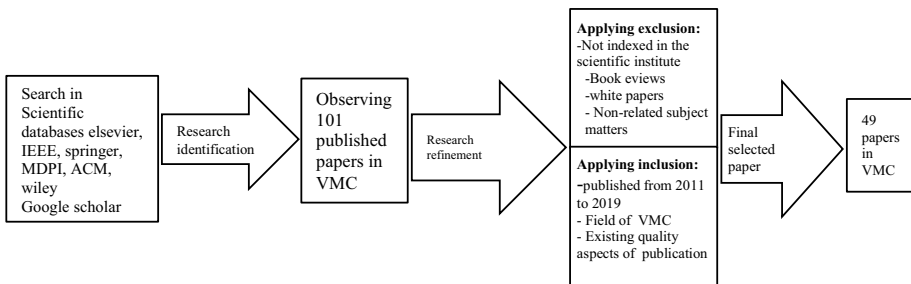 Search in
Scientific
databases elsevier,
IEEE, springer,
MDPI, ACM,
wiley
Google scholar
Research
identification
Observing
101
published
papers in
VMC
Research
refinement
Applying exclusion:
-Not indexed in the
scientific institute
-Book eviews
-white papers
- Non-related subject
matters
Applying inclusion:
-published from 2011
to 2019
- Field of VMC
- Existing quality
aspects of publication
Final
selected
paper
49
papers
in
VMC